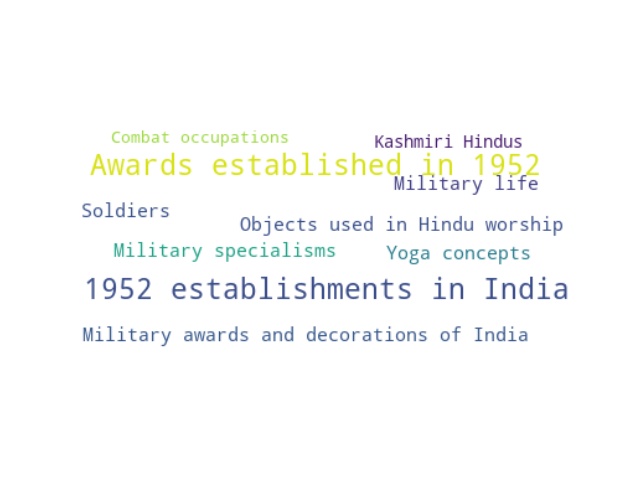 Combat occupations
Kashmiri Hindus
Awards established in 1952
Military life
Soldiers
Objects used in Hindu worship
Military specialisms
Yoga concepts
1952 establishments in India
Military awards and decorations of India